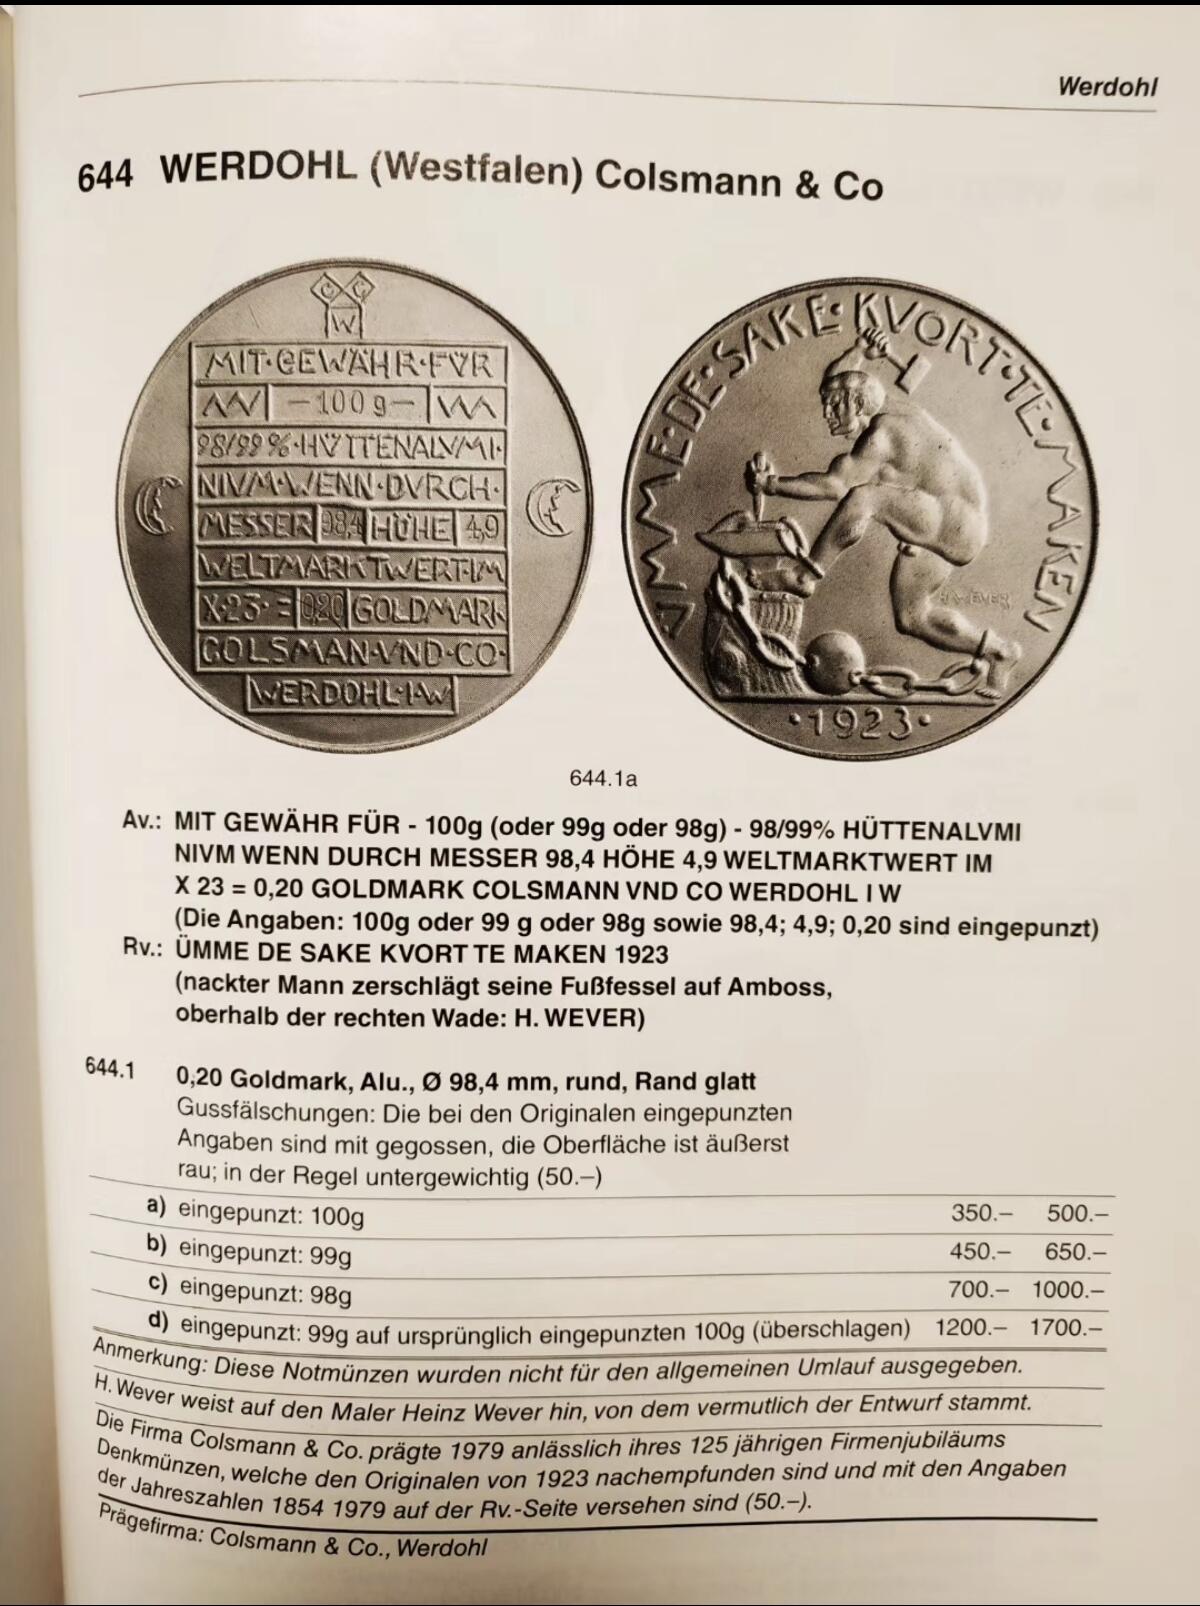 Werdohl
644 WERDOHL (Westfalen) Colsmann & Co
C C
W
MIT·GEWÄHR·FVR
–100 g–
98/99%·HÜTTENALVMI·
NIVM·WENN·DVRCH·
MESSER 98,4 HÖHE 4,9
WELTMARKTWERT·IM
X·23· = 0,20 GOLDMARK
COLSMAN·VND·CO·
WERDOHL·I·W
ÜMME·DE·SAKE·KVORT·TE·MAKEN
H. WEVER
·1923·
644.1a
Av.: MIT GEWÄHR FÜR - 100g (oder 99g oder 98g) - 98/99% HÜTTENALVMI
NIVM WENN DURCH MESSER 98,4 HÖHE 4,9 WELTMARKTWERT IM
X 23 = 0,20 GOLDMARK COLSMANN VND CO WERDOHL I W
(Die Angaben: 100g oder 99 g oder 98g sowie 98,4; 4,9; 0,20 sind eingepunzt)
Rv.: ÜMME DE SAKE KVORT TE MAKEN 1923
(nackter Mann zerschlägt seine Fußfessel auf Amboss,
oberhalb der rechten Wade: H. WEVER)
644.1 0,20 Goldmark, Alu., Ø 98,4 mm, rund, Rand glatt
Gussfälschungen: Die bei den Originalen eingepunzten
Angaben sind mit gegossen, die Oberfläche ist äußerst
rau; in der Regel untergewichtig (50.–)
a) eingepunzt: 100g 350.– 500.–
b) eingepunzt: 99g 450.– 650.–
c) eingepunzt: 98g 700.– 1000.–
d) eingepunzt: 99g auf ursprünglich eingepunzten 100g (überschlagen) 1200.– 1700.–
Anmerkung: Diese Notmünzen wurden nicht für den allgemeinen Umlauf ausgegeben.
H. Wever weist auf den Maler Heinz Wever hin, von dem vermutlich der Entwurf stammt.
Die Firma Colsmann & Co. prägte 1979 anlässlich ihres 125 jährigen Firmenjubiläums
Denkmünzen, welche den Originalen von 1923 nachempfunden sind und mit den Angaben
der Jahreszahlen 1854 1979 auf der Rv.-Seite versehen sind (50.–).
Prägefirma: Colsmann & Co., Werdohl